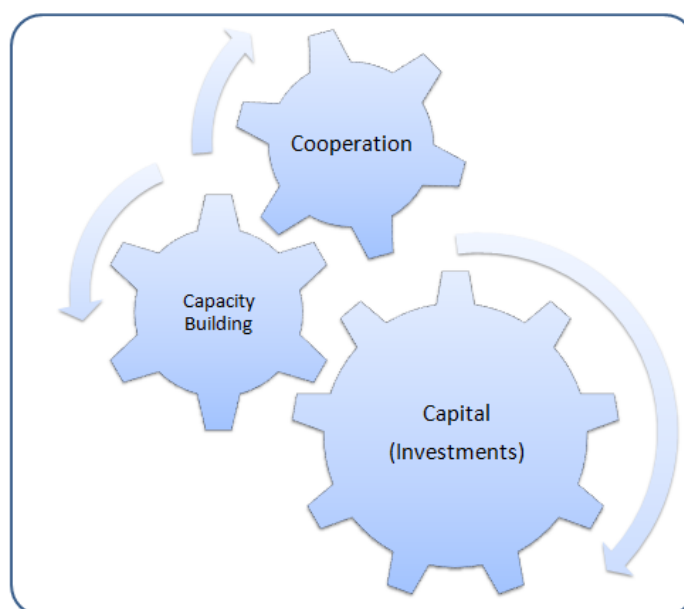 Cooperation
Capacity
Building
Capital
(Investments)